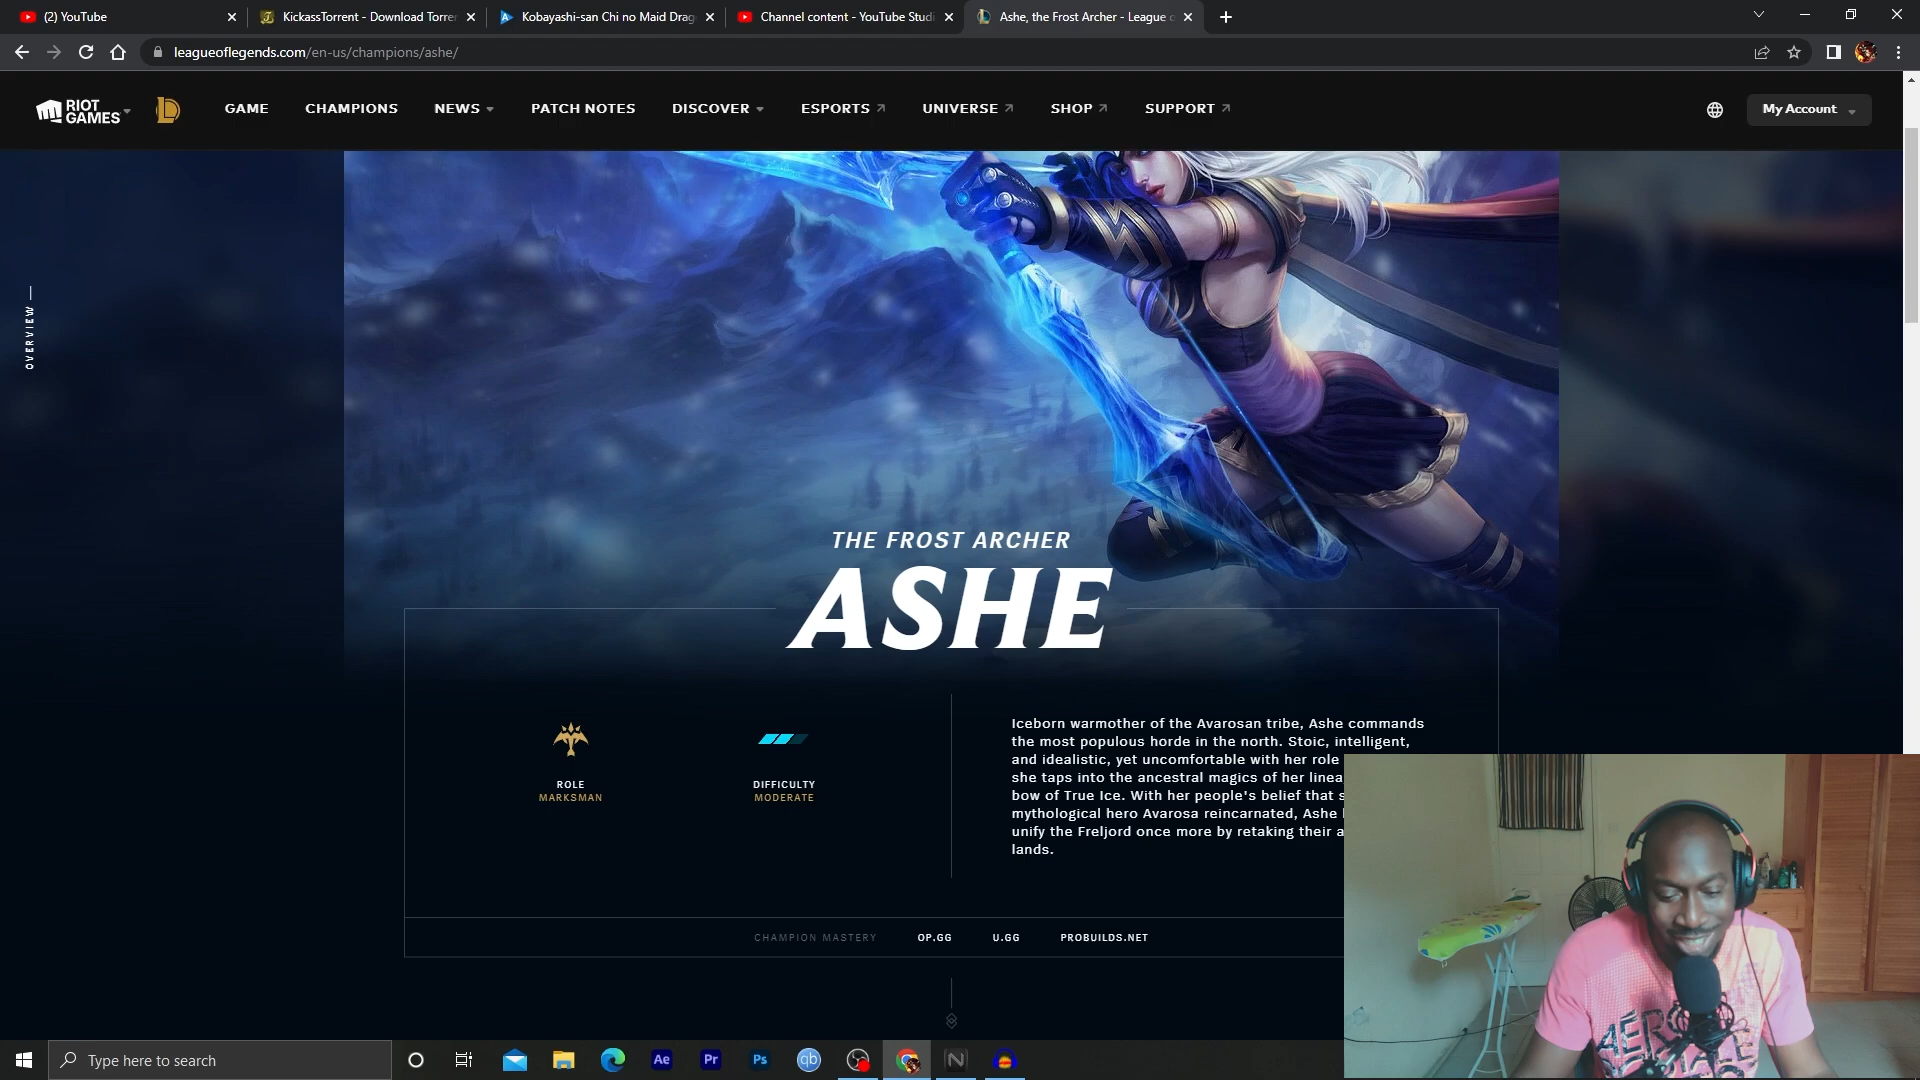 (2) YouTube
KickassTorrent - Download Torrer
Kobayashi-san Chi no Maid Drag
Channel content - YouTube Studi
Ashe, the Frost Archer - League o
leagueoflegends.com/en-us/champions/ashe/
RIOT GAMES
GAME
CHAMPIONS
NEWS
PATCH NOTES
DISCOVER
ESPORTS
UNIVERSE
SHOP
SUPPORT
My Account
OVERVIEW
THE FROST ARCHER
ASHE
ROLE
MARKSMAN
DIFFICULTY
MODERATE
Iceborn warmother of the Avarosan tribe, Ashe commands
the most populous horde in the north. Stoic, intelligent,
and idealistic, yet uncomfortable with her role
she taps into the ancestral magics of her linea
bow of True Ice. With her people's belief that s
mythological hero Avarosa reincarnated, Ashe
unify the Freljord once more by retaking their a
lands.
CHAMPION MASTERY
OP.GG
U.GG
PROBUILDS.NET
Type here to search
Ae
Pr
Ps
qb
N